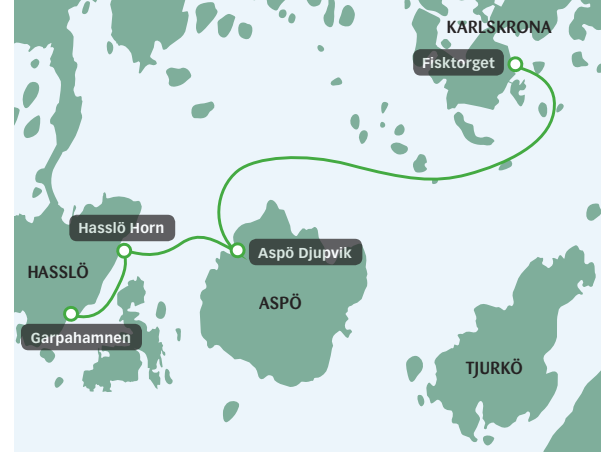 KARLSKRONA
Fisktorget
Hasslö Horn
Aspö Djupvik
HASSLÖ
ASPÖ
Garpahamnen
TJURKÖ